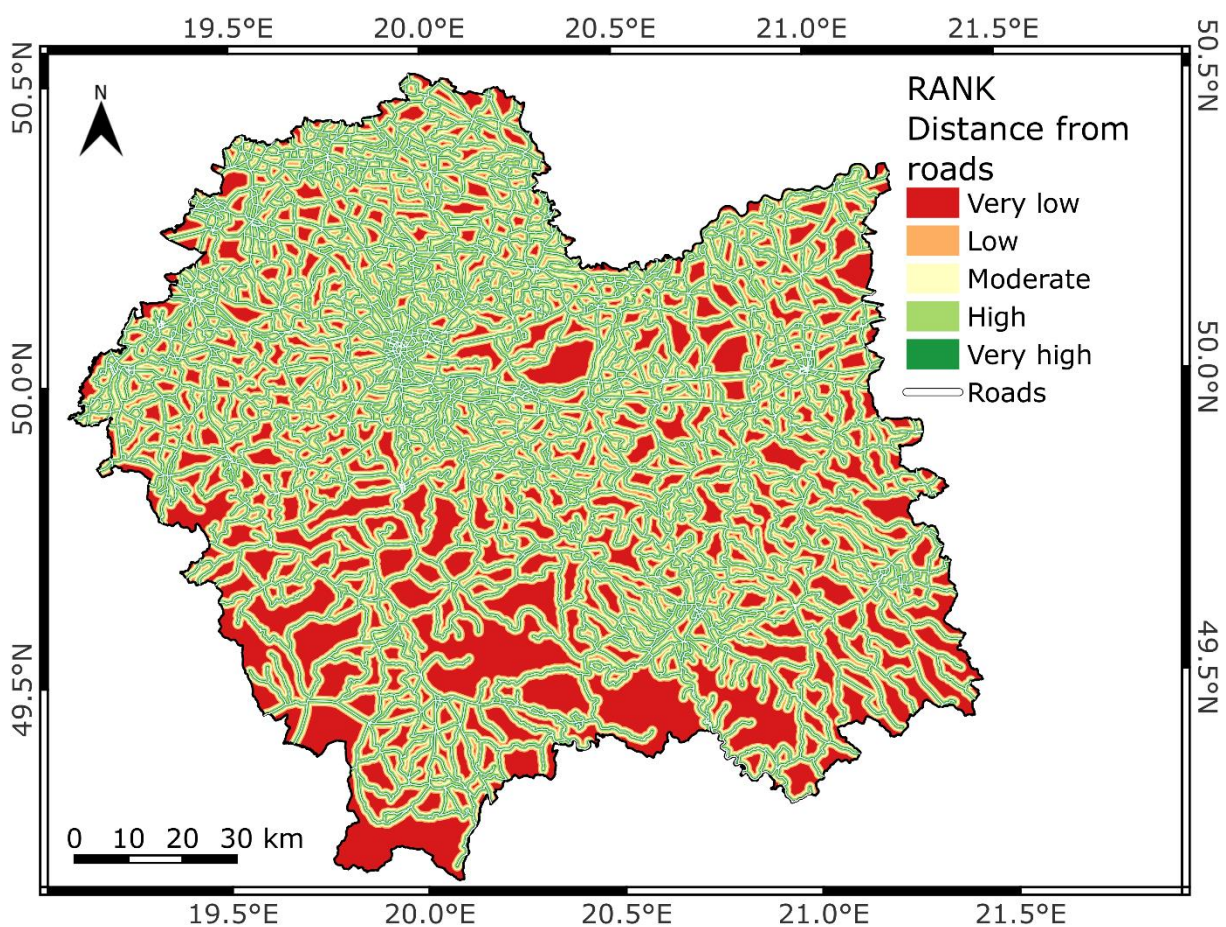 19.5°E 20.0°E 20.5°E 21.0°E 21.5°E
50.5°N
50.5°N
N
RANK
Distance from
roads
Very low
Low
Moderate
High
Very high
Roads
50.0°N
50.0°N
49.5°N
49.5°N
0 10 20 30 km
19.5°E 20.0°E 20.5°E 21.0°E 21.5°E